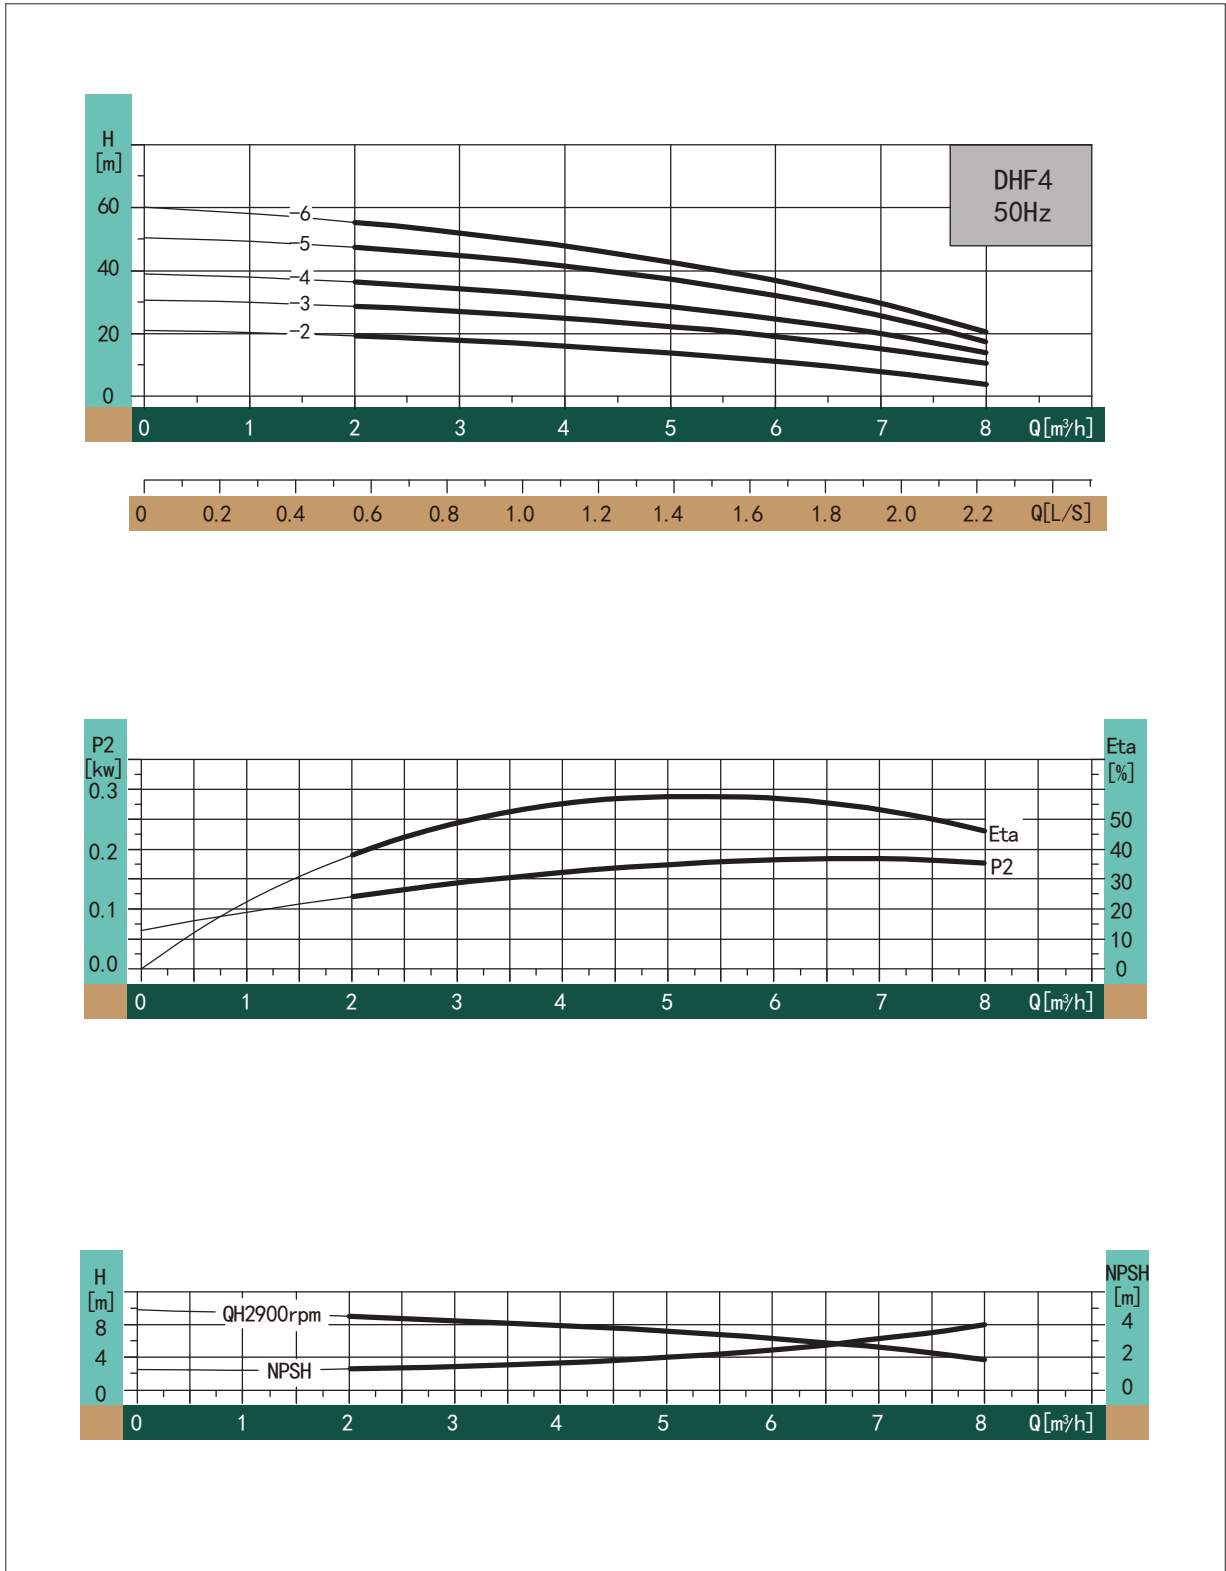 H
[m]
60
40
20
0
-6
-5
-4
-3
-2
DHF4
50Hz
0 1 2 3 4 5 6 7 8 Q[m³/h]
0 0.2 0.4 0.6 0.8 1.0 1.2 1.4 1.6 1.8 2.0 2.2 Q[L/S]
P2
[kw]
0.3
0.2
0.1
0.0
Eta
P2
Eta
[%]
50
40
30
20
10
0
0 1 2 3 4 5 6 7 8 Q[m³/h]
H
[m]
8
4
0
QH2900rpm
NPSH
NPSH
[m]
4
2
0
0 1 2 3 4 5 6 7 8 Q[m³/h]